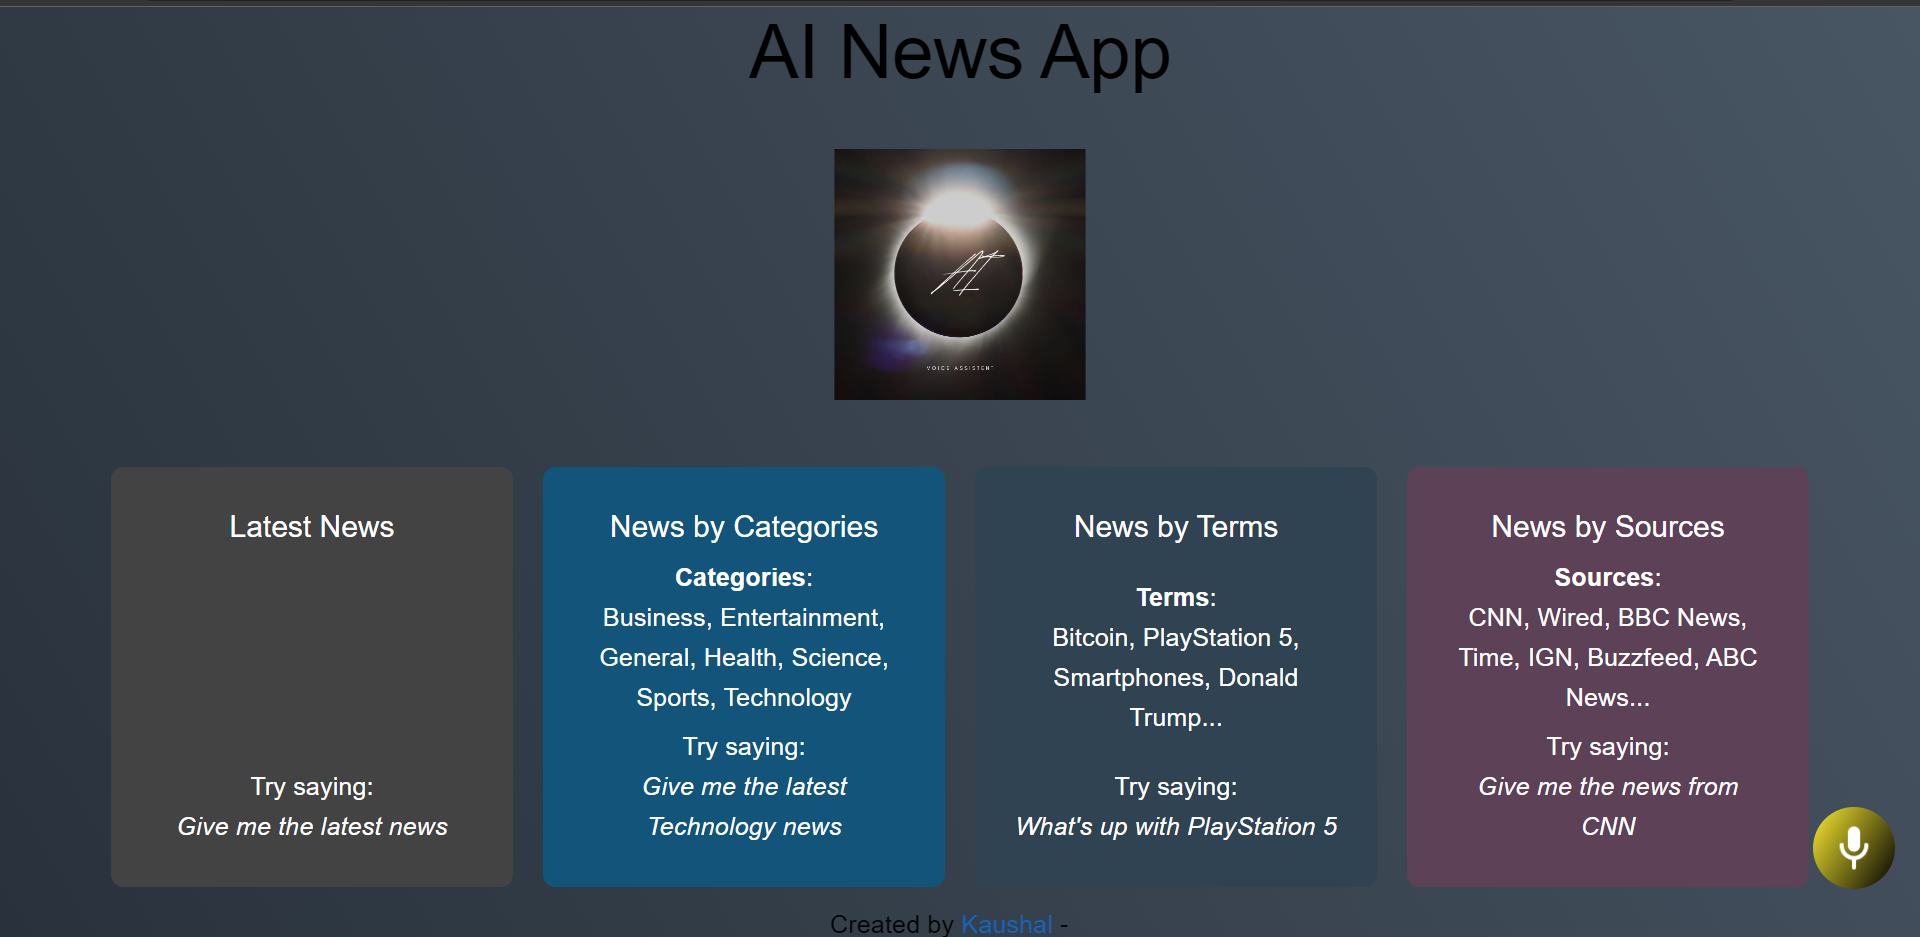 AI News App
AI
VOICE ASSISTENT
Latest News
Try saying:
Give me the latest news
News by Categories
Categories:
Business, Entertainment,
General, Health, Science,
Sports, Technology
Try saying:
Give me the latest
Technology news
News by Terms
Terms:
Bitcoin, PlayStation 5,
Smartphones, Donald
Trump...
Try saying:
What's up with PlayStation 5
News by Sources
Sources:
CNN, Wired, BBC News,
Time, IGN, Buzzfeed, ABC
News...
Try saying:
Give me the news from
CNN
Created by Kaushal -